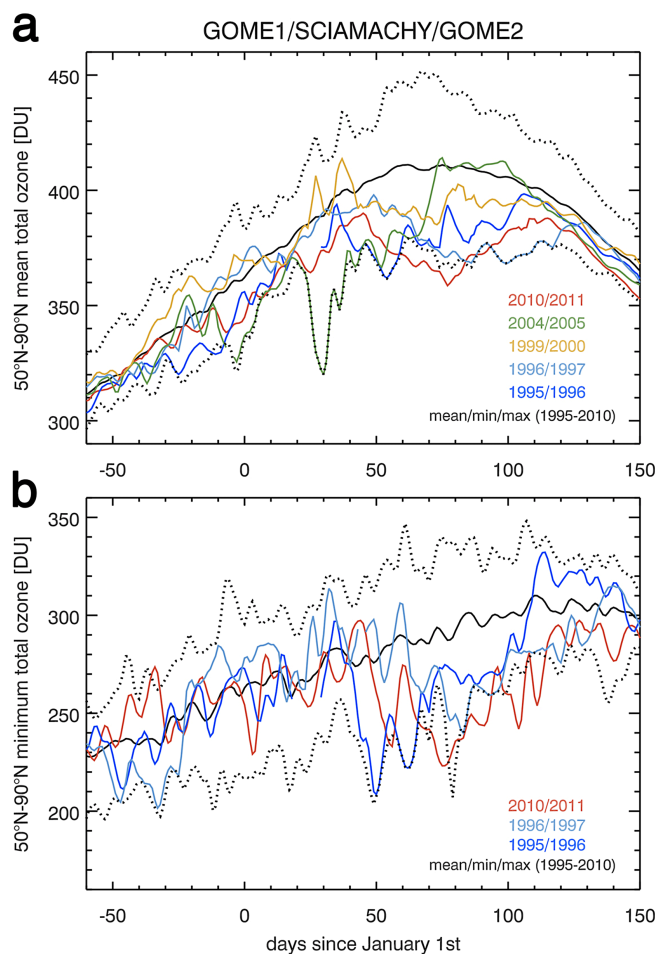 a
GOME1/SCIAMACHY/GOME2
50°N-90°N mean total ozone [DU]
450
400
350
300
2010/2011
2004/2005
1999/2000
1996/1997
1995/1996
mean/min/max (1995-2010)
-50 0 50 100 150
b
50°N-90°N minimum total ozone [DU]
350
300
250
200
2010/2011
1996/1997
1995/1996
mean/min/max (1995-2010)
-50 0 50 100 150
days since January 1st